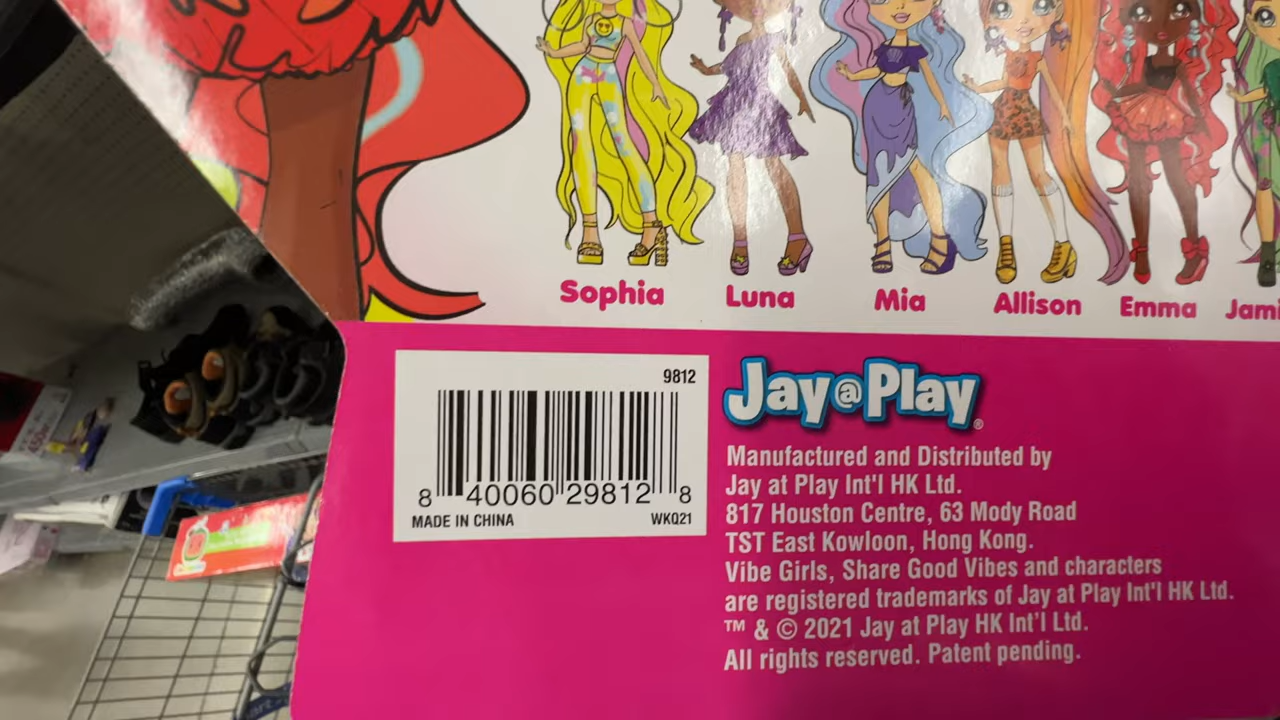 Sophia
Luna
Mia
Allison
Emma
9812
Jay@Play®
8 40060 29812 8
MADE IN CHINA
WKQ21
Manufactured and Distributed by
Jay at Play Int'l HK Ltd.
817 Houston Centre, 63 Mody Road
TST East Kowloon, Hong Kong.
Vibe Girls, Share Good Vibes and characters
are registered trademarks of Jay at Play Int'l HK Ltd.
™ & © 2021 Jay at Play HK Int'l Ltd.
All rights reserved. Patent pending.